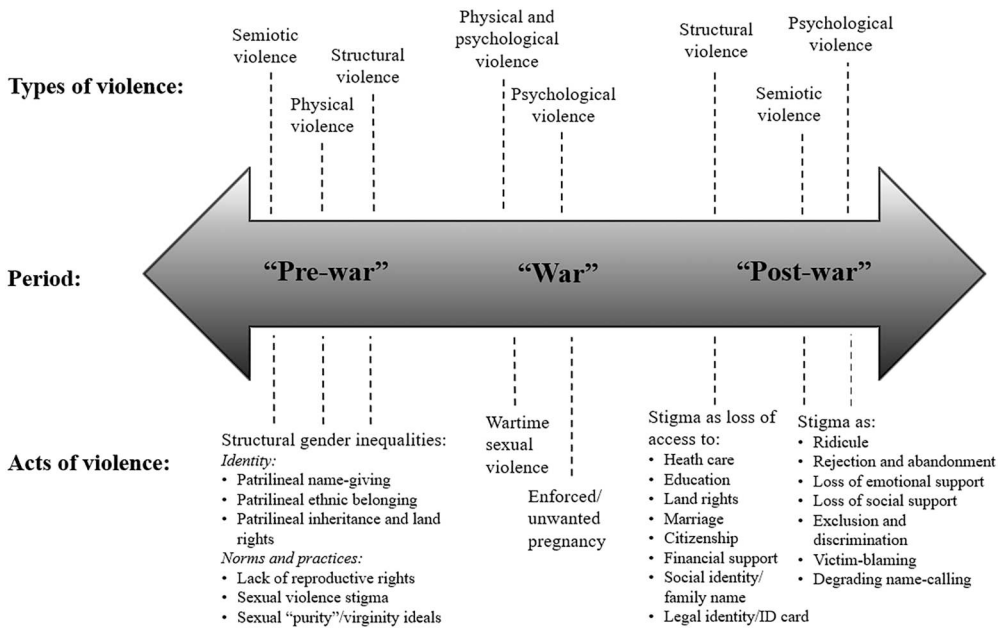 Types of violence:
Semiotic
violence
Physical
violence
Structural
violence
Physical and
psychological
violence
Psychological
violence
Structural
violence
Semiotic
violence
Psychological
violence
Period:
“Pre-war”
“War”
“Post-war”
Acts of violence:
Structural gender inequalities:
Identity:
• Patrilineal name-giving
• Patrilineal ethnic belonging
• Patrilineal inheritance and land
rights
Norms and practices:
• Lack of reproductive rights
• Sexual violence stigma
• Sexual “purity”/virginity ideals
Wartime
sexual
violence
Enforced/
unwanted
pregnancy
Stigma as loss of
access to:
• Heath care
• Education
• Land rights
• Marriage
• Citizenship
• Financial support
• Social identity/
family name
• Legal identity/ID card
Stigma as:
• Ridicule
• Rejection and abandonment
• Loss of emotional support
• Loss of social support
• Exclusion and
discrimination
• Victim-blaming
• Degrading name-calling